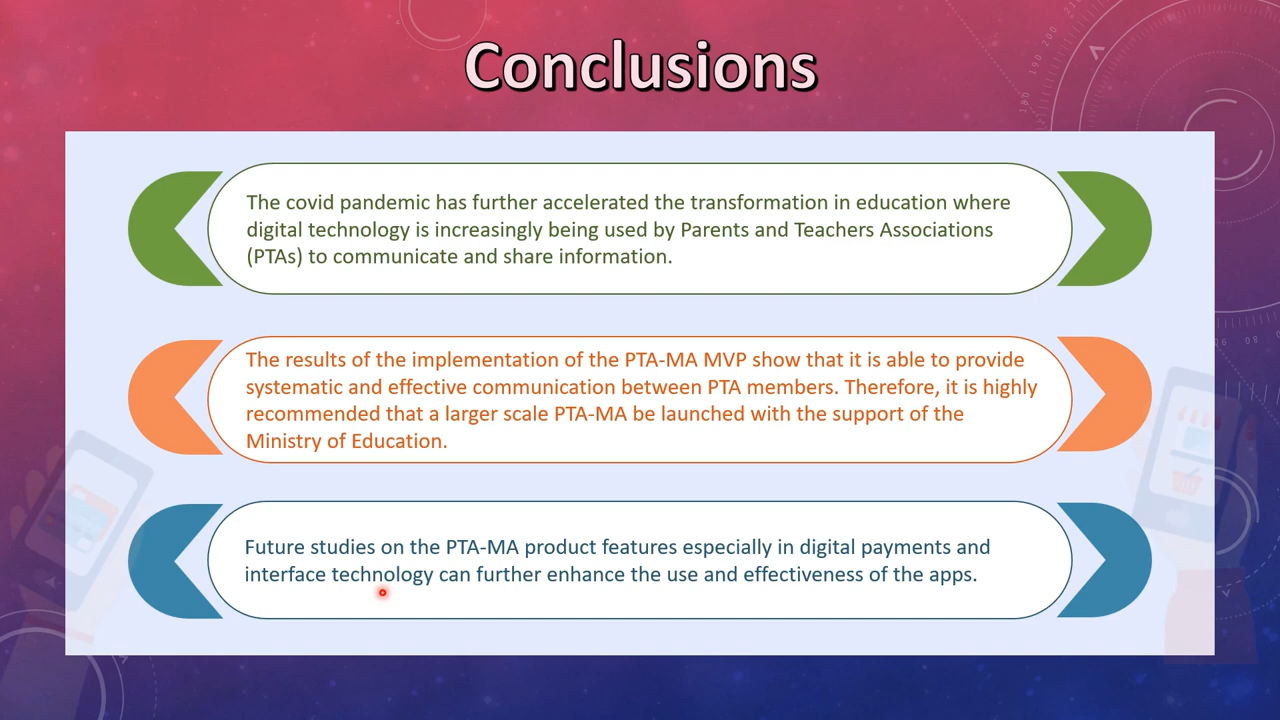 Conclusions
The covid pandemic has further accelerated the transformation in education where
digital technology is increasingly being used by Parents and Teachers Associations
(PTAs) to communicate and share information.
The results of the implementation of the PTA-MA MVP show that it is able to provide
systematic and effective communication between PTA members. Therefore, it is highly
recommended that a larger scale PTA-MA be launched with the support of the
Ministry of Education.
Future studies on the PTA-MA product features especially in digital payments and
interface technology can further enhance the use and effectiveness of the apps.